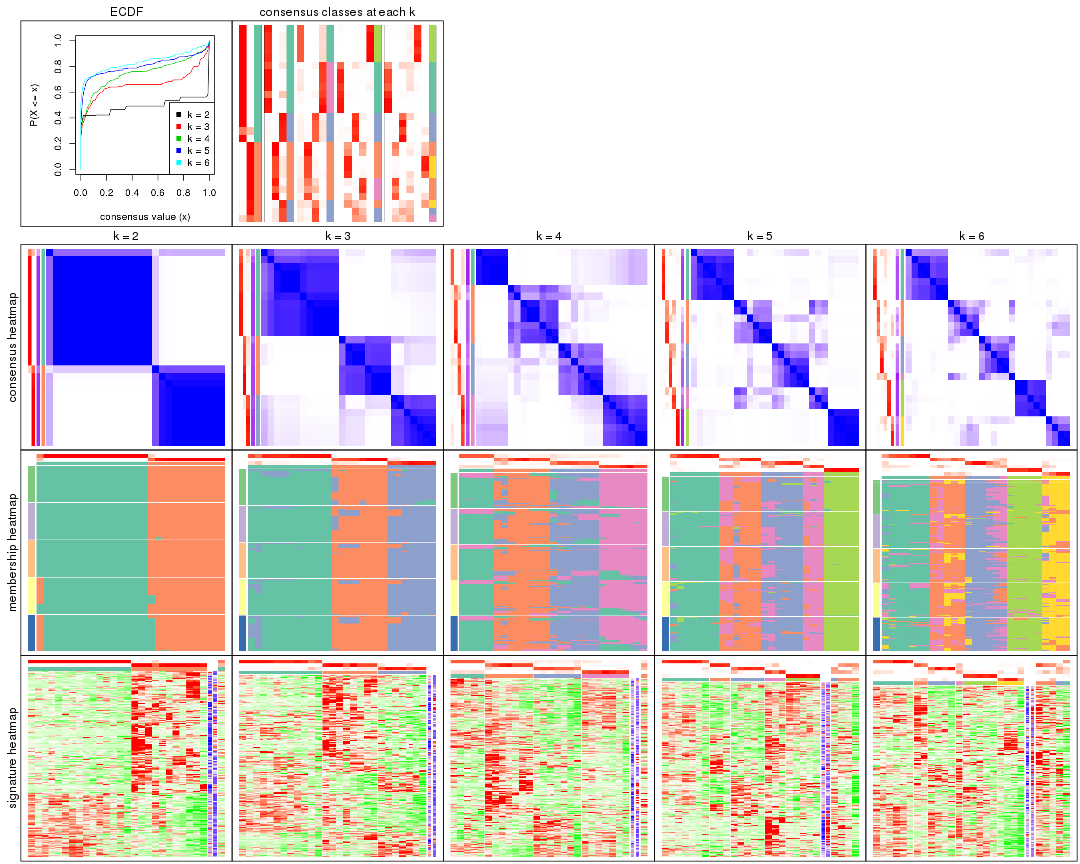 ECDF
consensus classes at each k
P(X <= x)
0.0 0.2 0.4 0.6 0.8 1.0
k = 2
k = 3
k = 4
k = 5
k = 6
0.0 0.2 0.4 0.6 0.8 1.0
consensus value (x)
k = 2
k = 3
k = 4
k = 5
k = 6
consensus heatmap
membership heatmap
signature heatmap